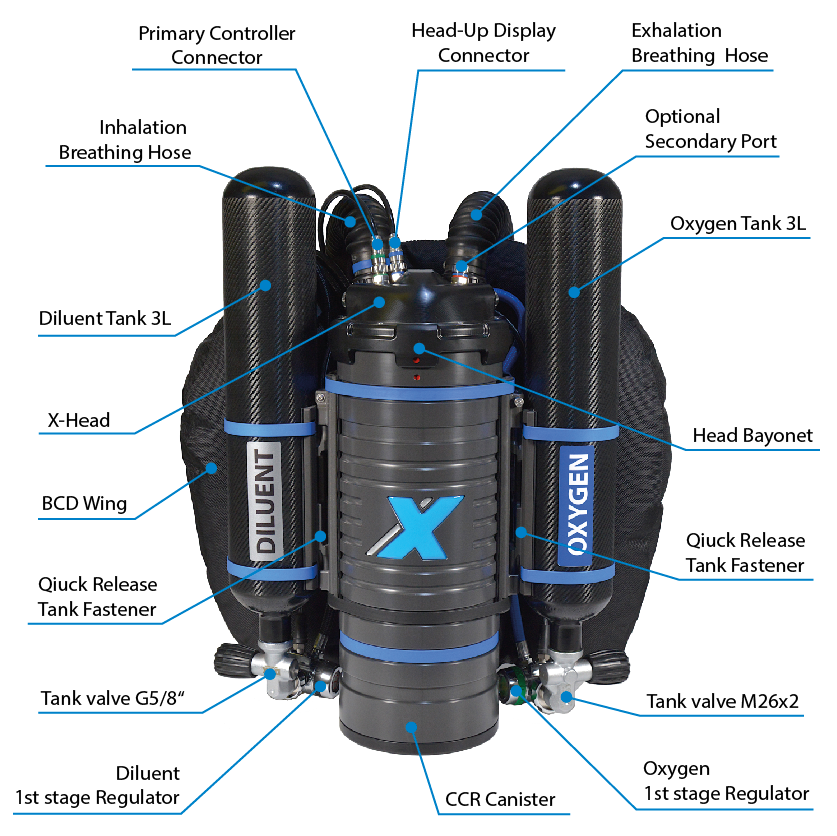 Primary Controller
Connector
Head-Up Display
Connector
Exhalation
Breathing Hose
Inhalation
Breathing Hose
Optional
Secondary Port
Oxygen Tank 3L
Diluent Tank 3L
X-Head
Head Bayonet
BCD Wing
DILUENT
OXYGEN
X
Qiuck Release
Tank Fastener
Qiuck Release
Tank Fastener
Tank valve G5/8“
Tank valve M26x2
Diluent
1st stage Regulator
CCR Canister
Oxygen
1st stage Regulator